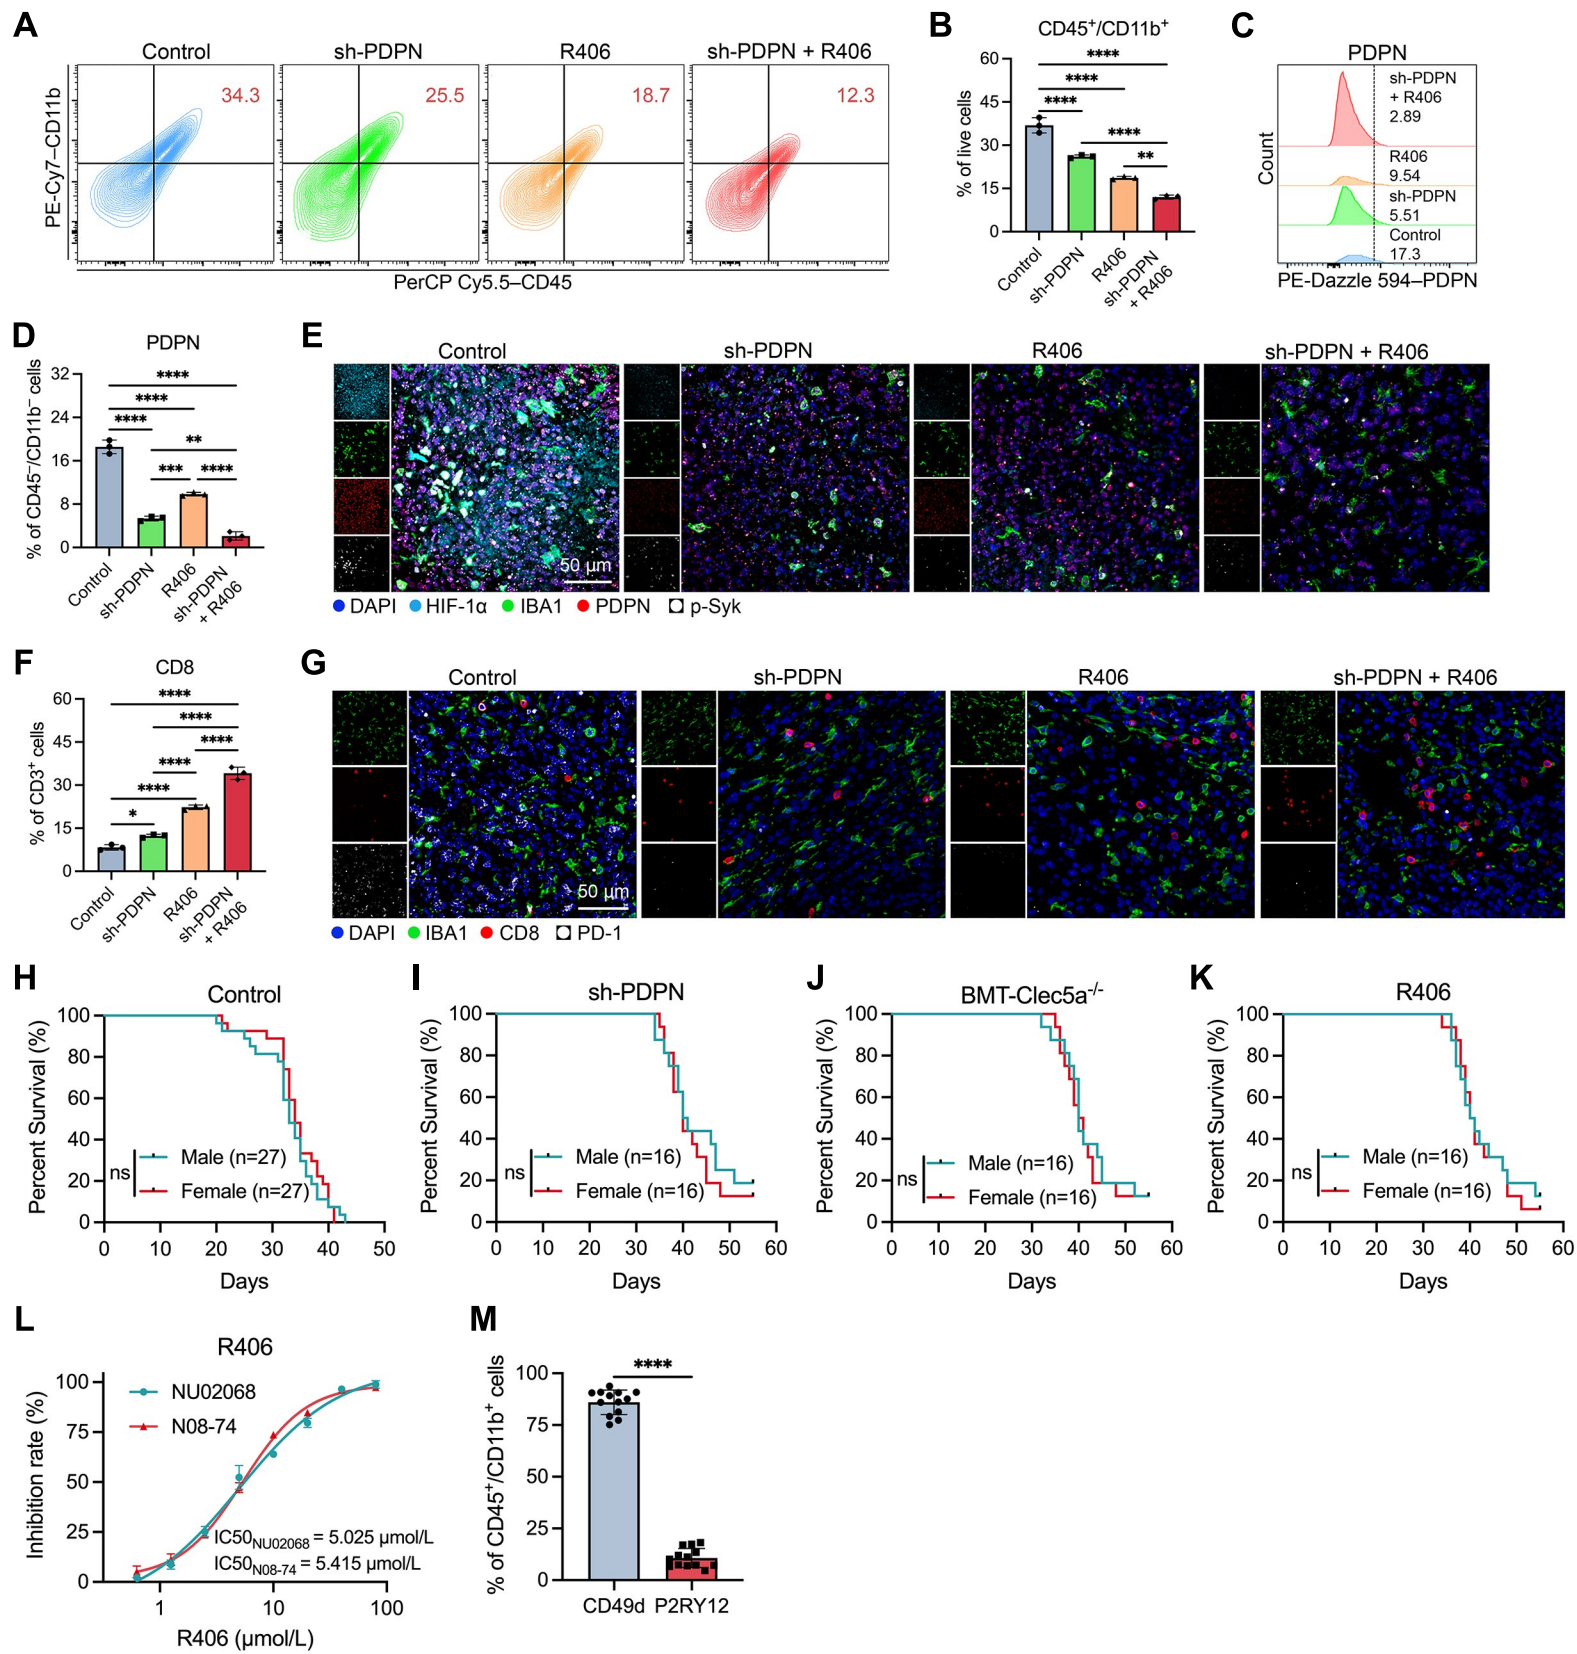 A
Control
sh-PDPN
R406
sh-PDPN + R406
34.3
25.5
18.7
12.3
PE-Cy7–CD11b
PerCP Cy5.5–CD45
B
CD45⁺/CD11b⁺
% of live cells
60
45
30
15
0
****
****
****
****
**
Control
sh-PDPN
R406
sh-PDPN
+ R406
C
PDPN
Count
sh-PDPN
+ R406
2.89
R406
9.54
sh-PDPN
5.51
Control
17.3
PE-Dazzle 594–PDPN
D
PDPN
% of CD45⁻/CD11b⁻ cells
32
24
16
8
0
****
****
****
**
***
****
Control
sh-PDPN
R406
sh-PDPN
+ R406
E
Control
sh-PDPN
R406
sh-PDPN + R406
50 µm
DAPI
HIF-1α
IBA1
PDPN
p-Syk
F
CD8
% of CD3⁺ cells
60
45
30
15
0
****
****
****
****
****
*
Control
sh-PDPN
R406
sh-PDPN
+ R406
G
Control
sh-PDPN
R406
sh-PDPN + R406
50 µm
DAPI
IBA1
CD8
PD-1
H
Control
Percent Survival (%)
100
80
60
40
20
0
ns
Male (n=27)
Female (n=27)
0 10 20 30 40 50
Days
I
sh-PDPN
Percent Survival (%)
100
80
60
40
20
0
ns
Male (n=16)
Female (n=16)
0 10 20 30 40 50 60
Days
J
BMT-Clec5a⁻/⁻
Percent Survival (%)
100
80
60
40
20
0
ns
Male (n=16)
Female (n=16)
0 10 20 30 40 50 60
Days
K
R406
Percent Survival (%)
100
80
60
40
20
0
ns
Male (n=16)
Female (n=16)
0 10 20 30 40 50 60
Days
L
R406
Inhibition rate (%)
100
75
50
25
0
NU02068
N08-74
IC50NU02068 = 5.025 µmol/L
IC50N08-74 = 5.415 µmol/L
1 10 100
R406 (µmol/L)
M
% of CD45⁺/CD11b⁺ cells
100
75
50
25
0
****
CD49d P2RY12